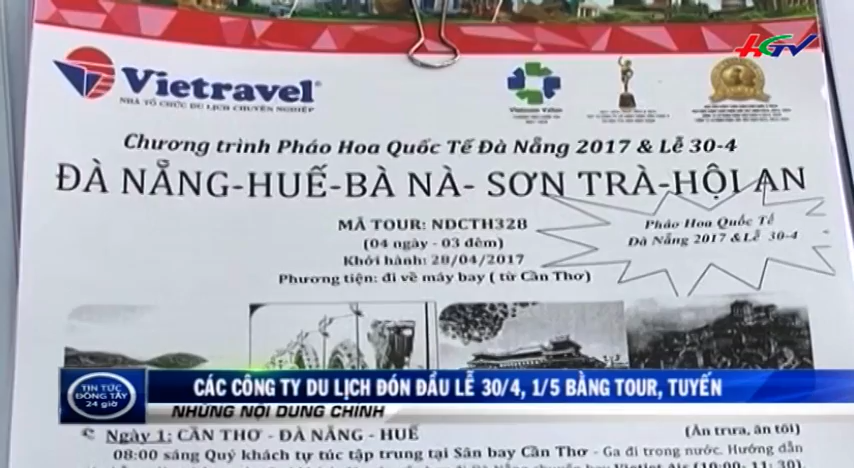 HGTV
Vietravel
NHÀ TỔ CHỨC DU LỊCH CHUYÊN NGHIỆP
Chương trình Pháo Hoa Quốc Tế Đà Nẵng 2017 & Lễ 30-4
ĐÀ NẴNG-HUẾ-BÀ NÀ- SƠN TRÀ-HỘI AN
MÃ TOUR: NDCTH328
(04 ngày - 03 đêm)
Khởi hành: 28/04/2017
Phương tiện: đi về máy bay ( từ Cần Thơ)
Pháo Hoa Quốc Tế
Đà Nẵng 2017 & Lễ 30-4
CÁC CÔNG TY DU LỊCH ĐÓN ĐẦU LỄ 30/4, 1/5 BẰNG TOUR, TUYẾN
TIN TỨC
ĐÔNG TÂY
24 giờ
NHỮNG NỘI DUNG CHÍNH
Ngày 1: CẦN THƠ - ĐÀ NẴNG - HUẾ (Ăn trưa, ăn tối)
08:00 sáng Quý khách tự túc tập trung tại Sân bay Cần Thơ - Ga đi trong nước. Hướng dẫn